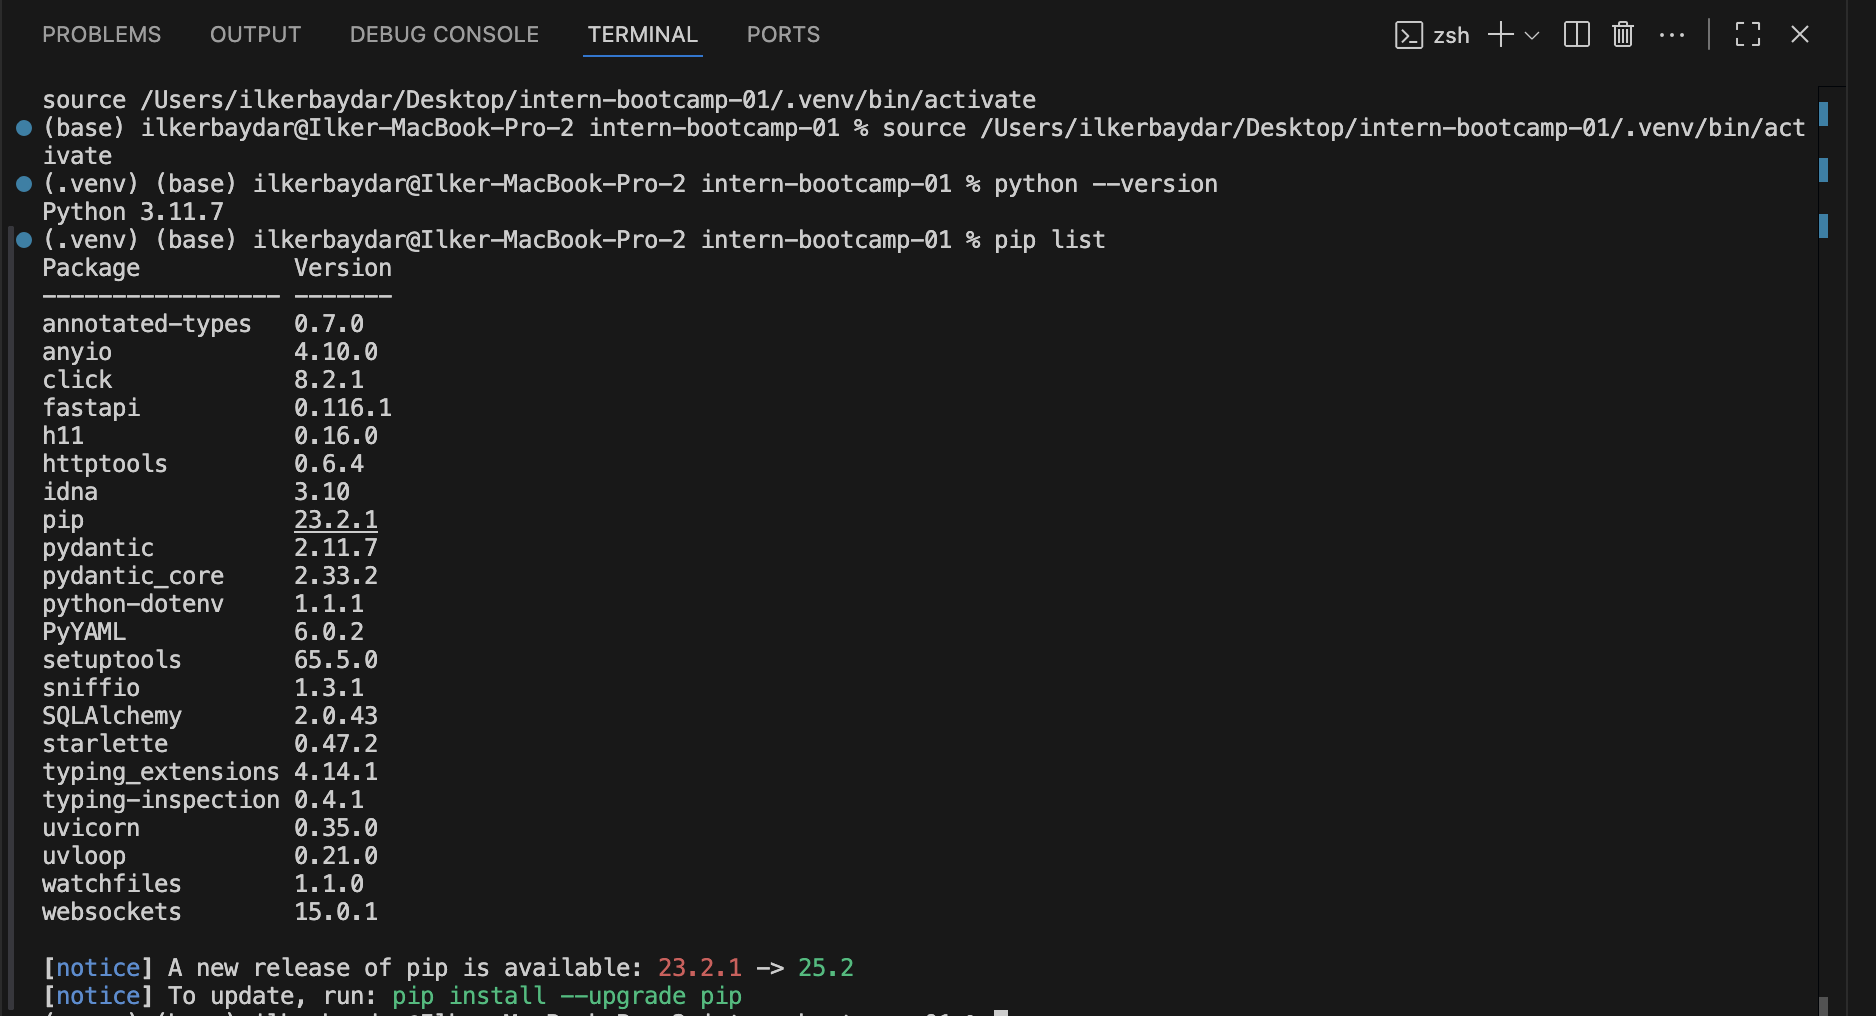 PROBLEMS OUTPUT DEBUG CONSOLE TERMINAL PORTS zsh
source /Users/ilkerbaydar/Desktop/intern-bootcamp-01/.venv/bin/activate
(base) ilkerbaydar@Ilker-MacBook-Pro-2 intern-bootcamp-01 % source /Users/ilkerbaydar/Desktop/intern-bootcamp-01/.venv/bin/act
ivate
(.venv) (base) ilkerbaydar@Ilker-MacBook-Pro-2 intern-bootcamp-01 % python --version
Python 3.11.7
(.venv) (base) ilkerbaydar@Ilker-MacBook-Pro-2 intern-bootcamp-01 % pip list
Package Version
----------------- -------
annotated-types 0.7.0
anyio 4.10.0
click 8.2.1
fastapi 0.116.1
h11 0.16.0
httptools 0.6.4
idna 3.10
pip 23.2.1
pydantic 2.11.7
pydantic_core 2.33.2
python-dotenv 1.1.1
PyYAML 6.0.2
setuptools 65.5.0
sniffio 1.3.1
SQLAlchemy 2.0.43
starlette 0.47.2
typing_extensions 4.14.1
typing-inspection 0.4.1
uvicorn 0.35.0
uvloop 0.21.0
watchfiles 1.1.0
websockets 15.0.1
[notice] A new release of pip is available: 23.2.1 -> 25.2
[notice] To update, run: pip install --upgrade pip